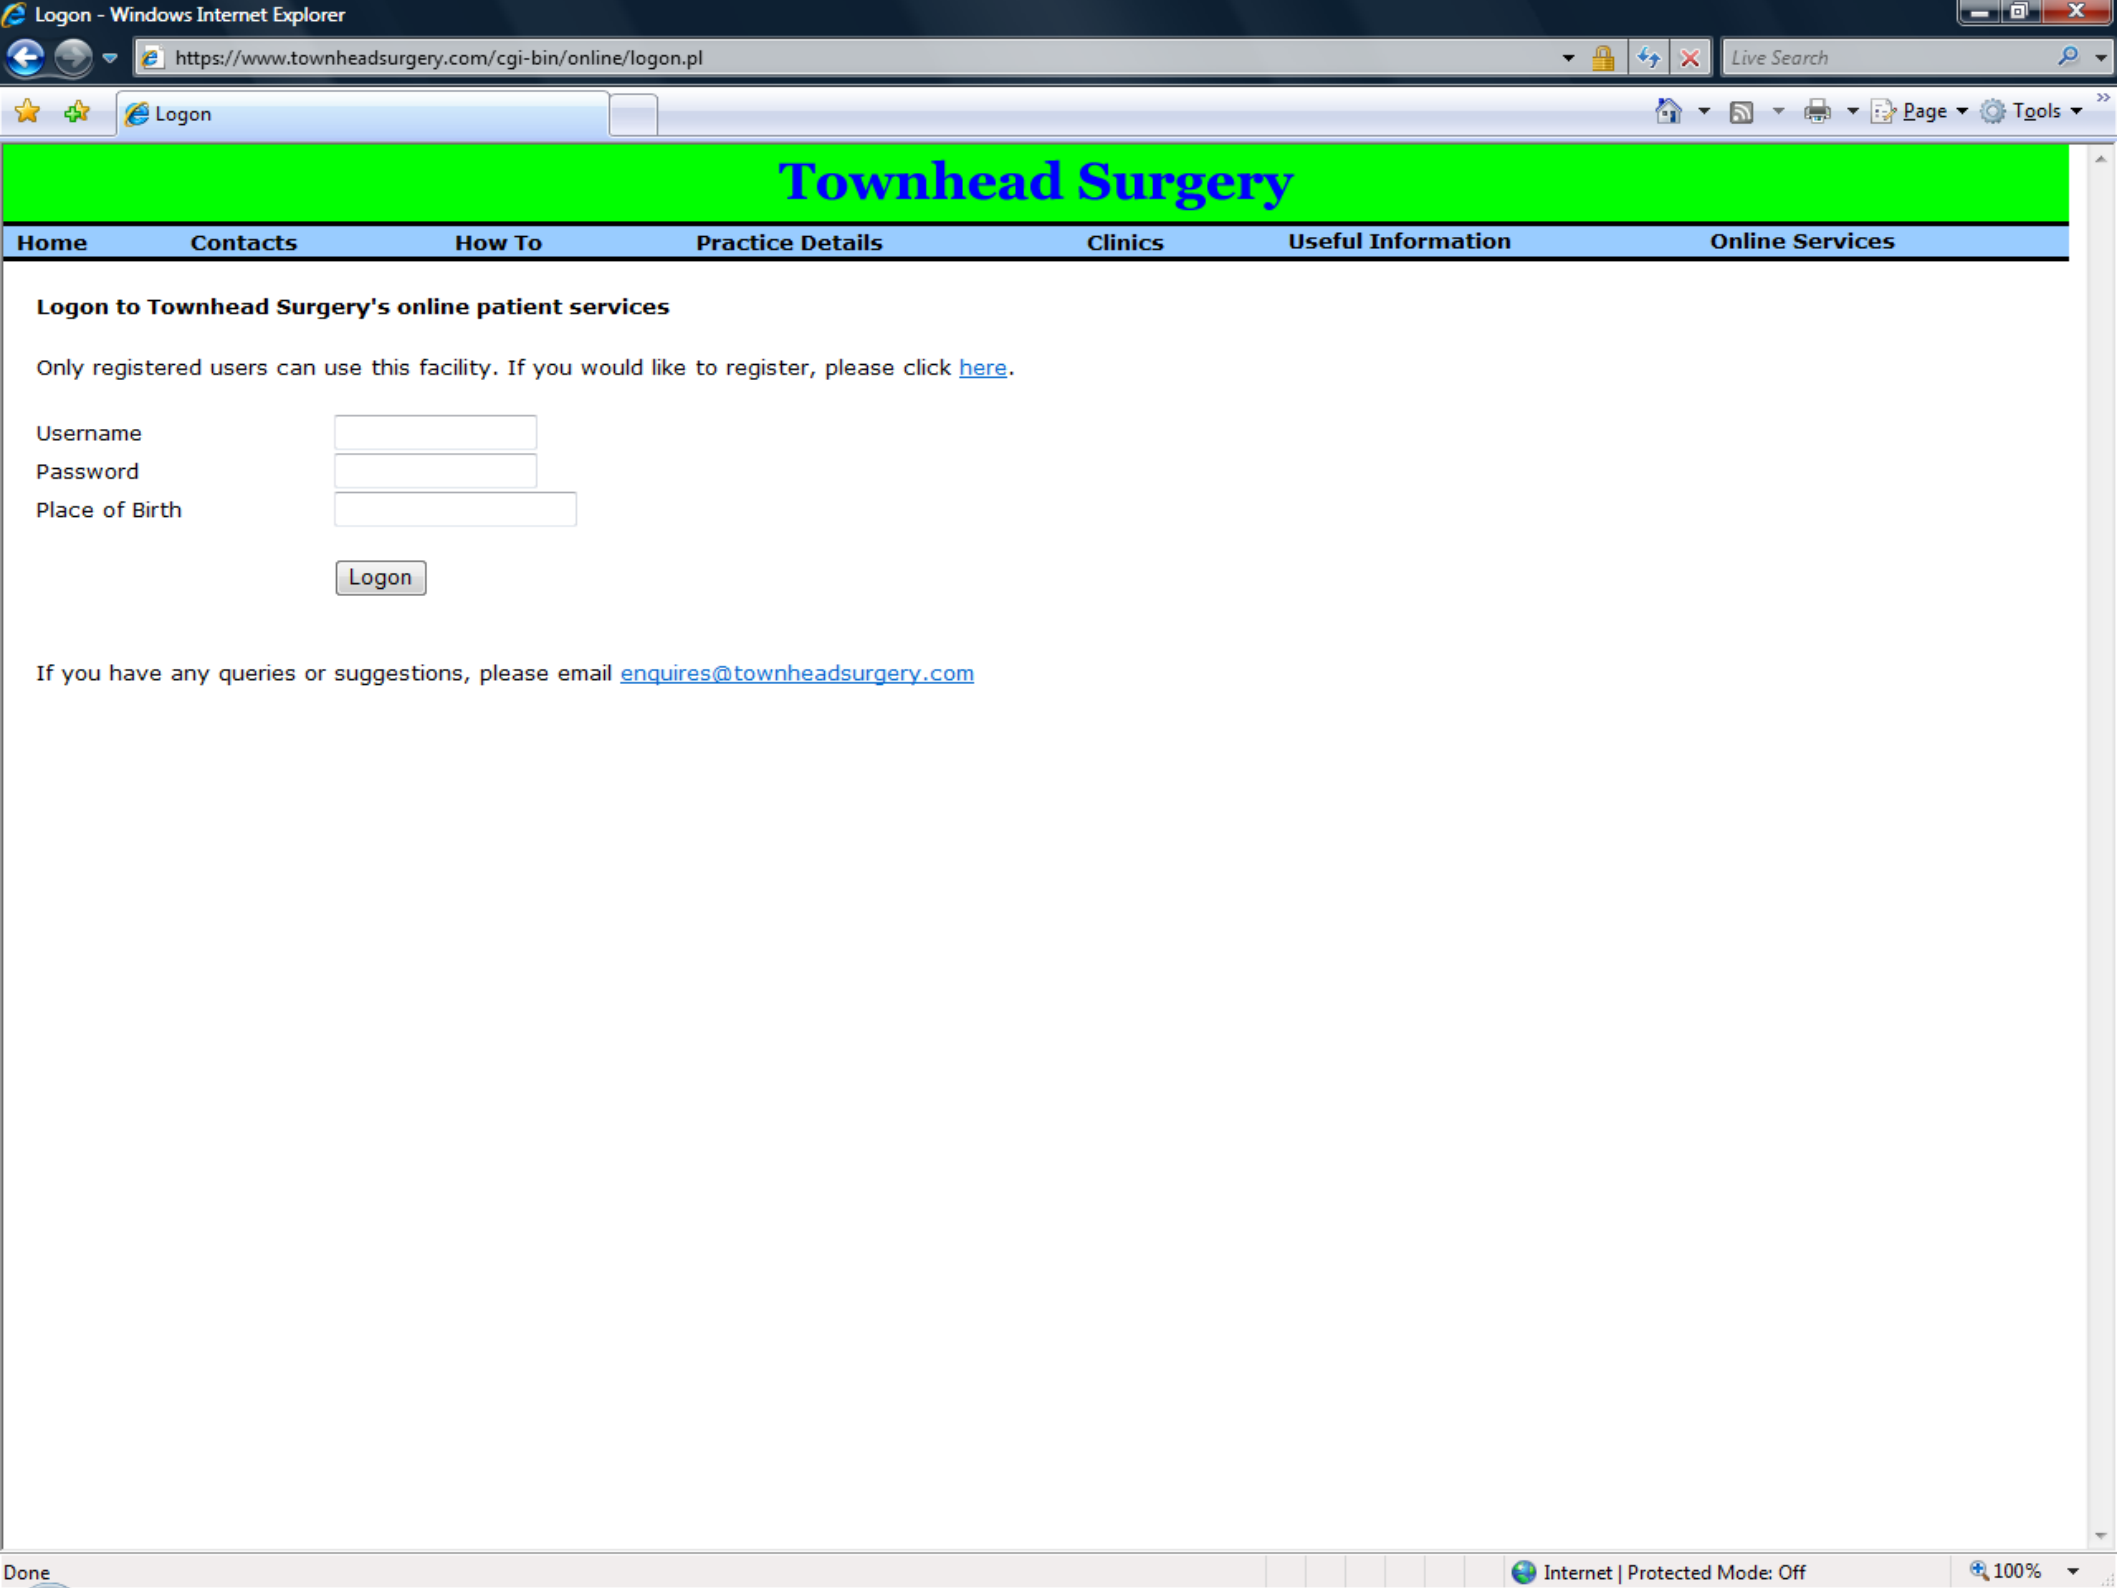 Logon - Windows Internet Explorer
https://www.townheadsurgery.com/cgi-bin/online/logon.pl
Live Search
Logon
Page
Tools
Townhead Surgery
Home Contacts How To Practice Details Clinics Useful Information Online Services
Logon to Townhead Surgery's online patient services
Only registered users can use this facility. If you would like to register, please click here.
Username
Password
Place of Birth
Logon
If you have any queries or suggestions, please email enquires@townheadsurgery.com
Done
Internet | Protected Mode: Off
100%